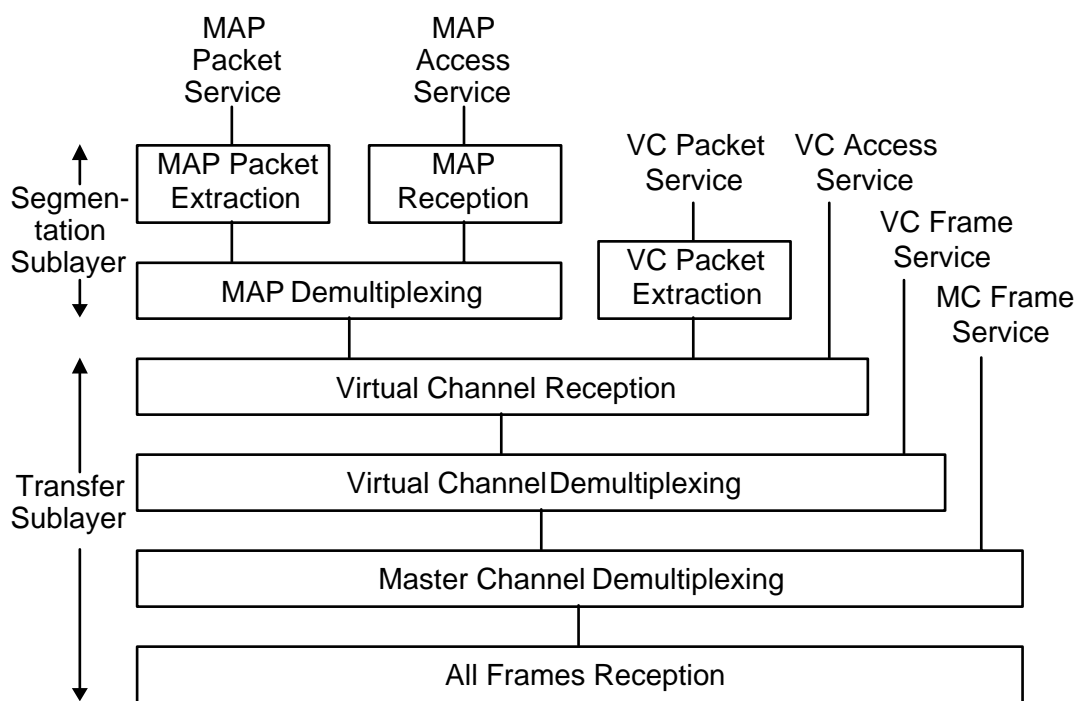 MAP
Packet
Service
MAP
Access
Service
MAP Packet
Extraction
MAP
Reception
VC Packet
Service
VC Access
Service
VC Frame
Service
MC Frame
Service
Segmen-
tation
Sublayer
VC Packet
Extraction
MAP Demultiplexing
Virtual Channel Reception
Transfer
Sublayer
Virtual Channel Demultiplexing
Master Channel Demultiplexing
All Frames Reception